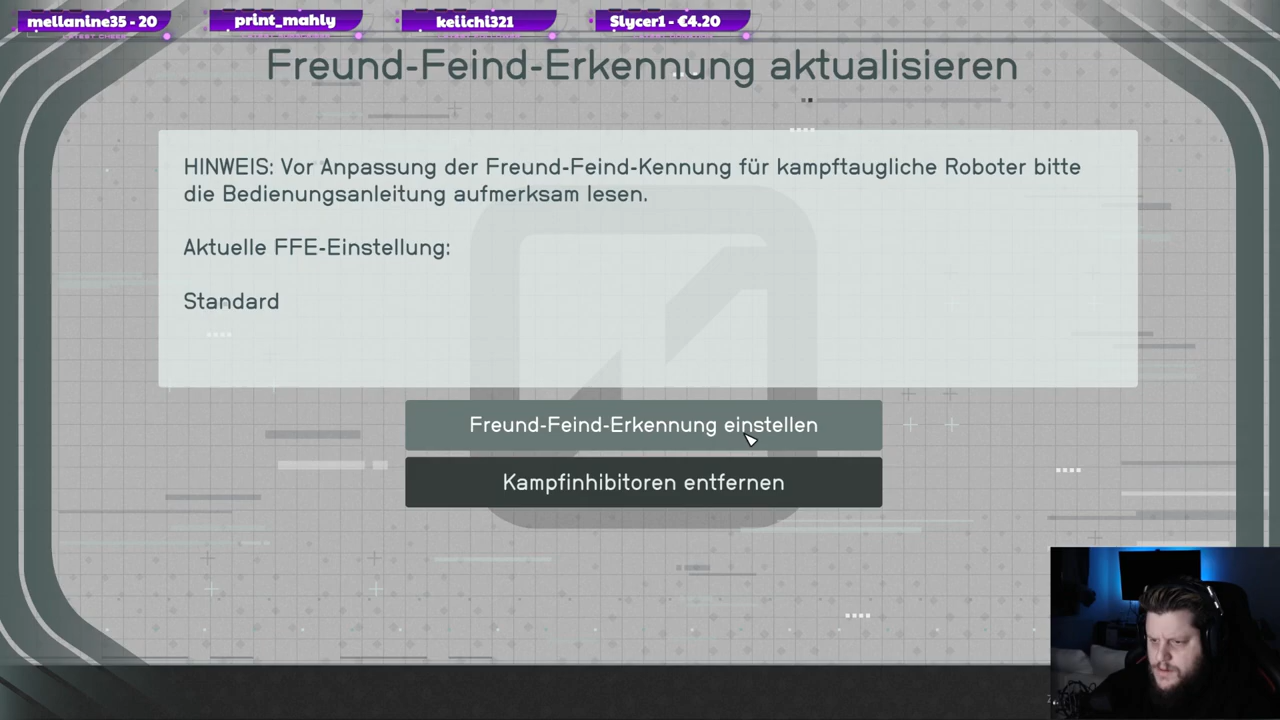 mellanine35 - 20
print_mahly
keiichi321
Slycer1 - €4.20
Freund-Feind-Erkennung aktualisieren
HINWEIS: Vor Anpassung der Freund-Feind-Kennung für kampftaugliche Roboter bitte
die Bedienungsanleitung aufmerksam lesen.
Aktuelle FFE-Einstellung:
Standard
Freund-Feind-Erkennung einstellen
Kampfinhibitoren entfernen